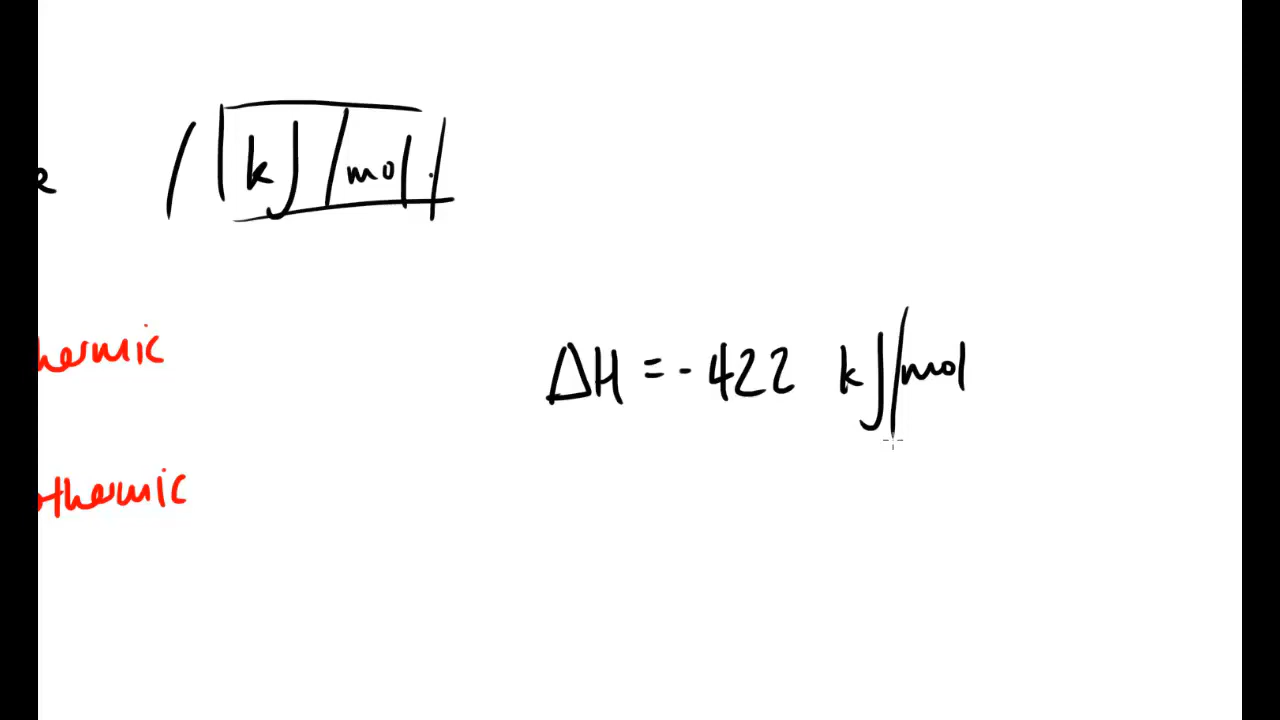 / kJ/mol.
hermic
ΔH = - 422 kJ/mol
othermic